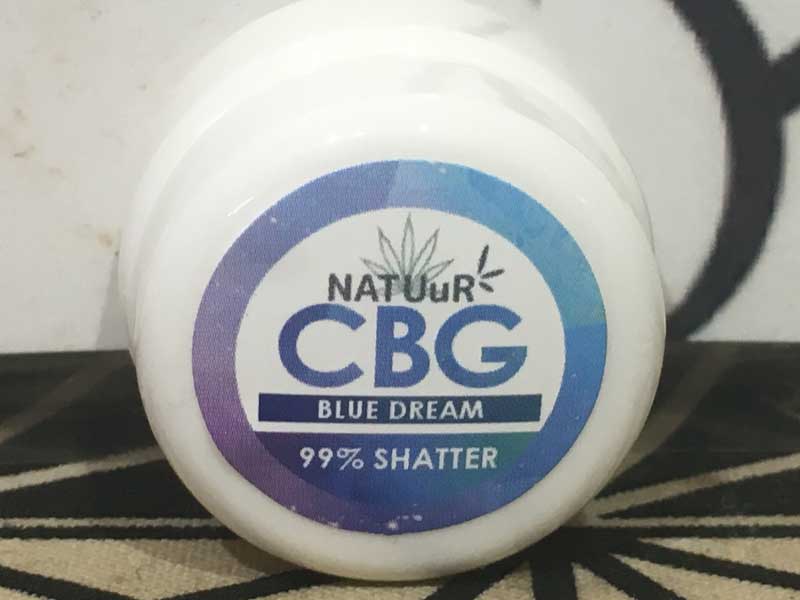 NATUuR
CBG
BLUE DREAM
99% SHATTER